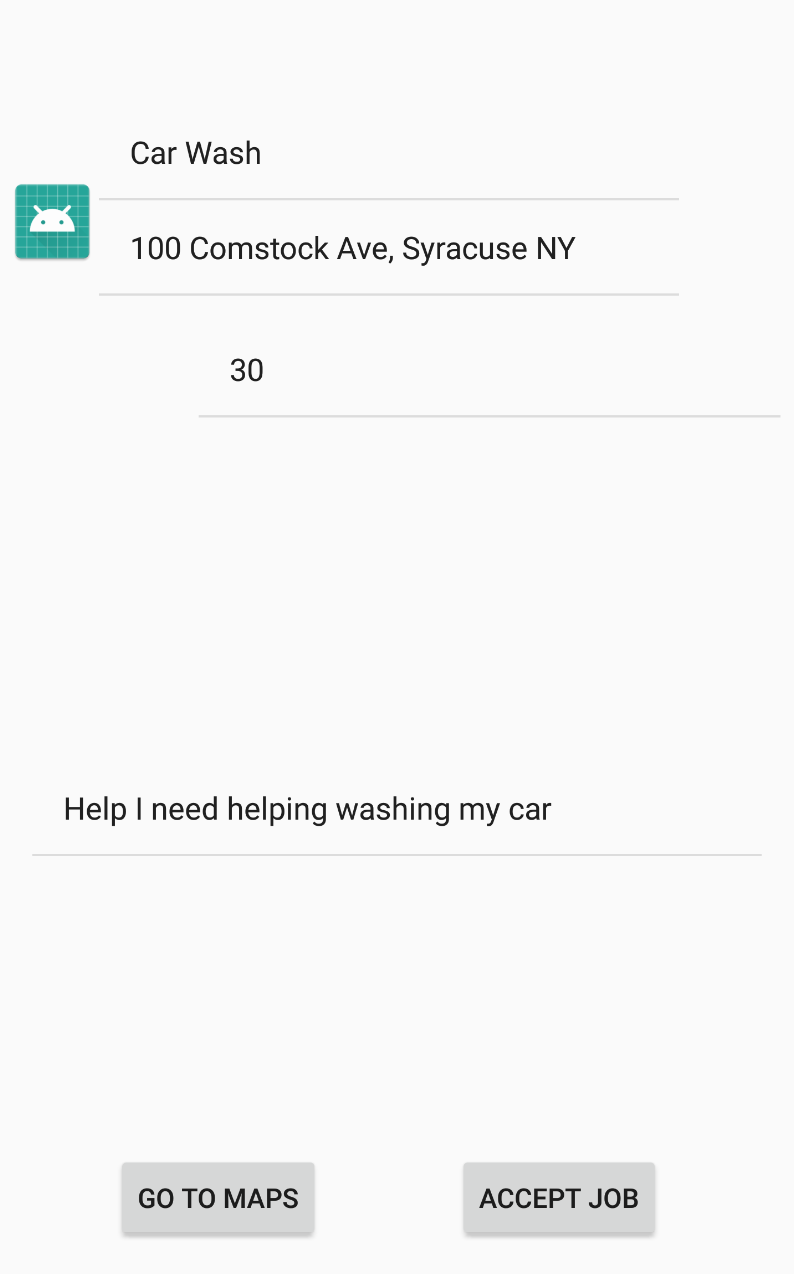 Car Wash
100 Comstock Ave, Syracuse NY
30
Help I need helping washing my car
GO TO MAPS
ACCEPT JOB